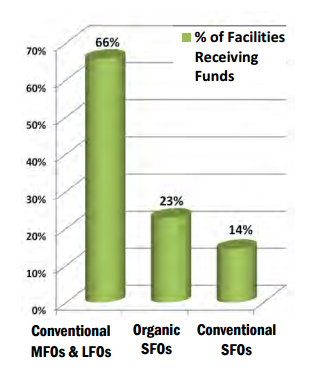 % of Facilities
Receiving
Funds
70%
60%
50%
40%
30%
20%
10%
0%
66%
23%
14%
Conventional
MFOs & LFOs
Organic
SFOs
Conventional
SFOs